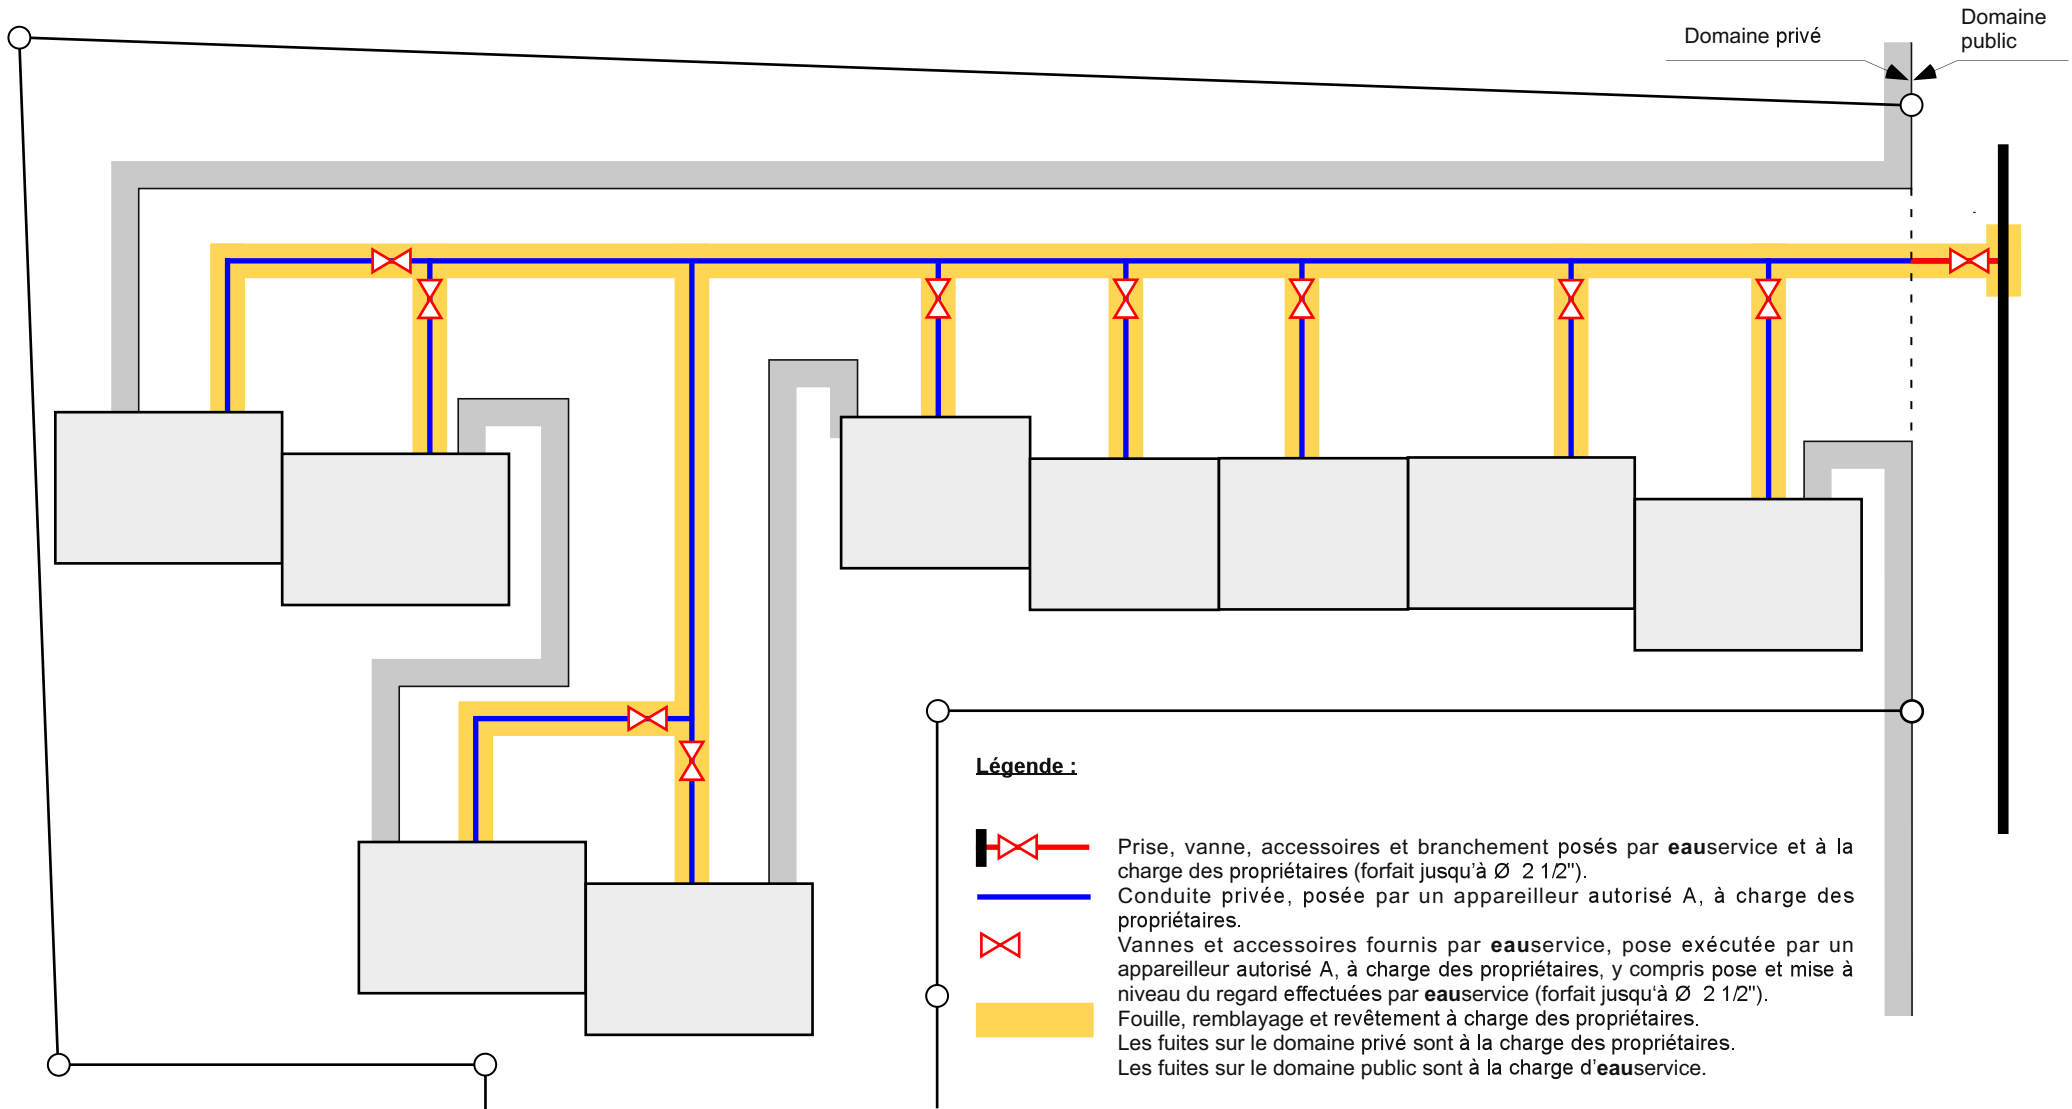 Domaine privé
Domaine
public
Légende :
Prise, vanne, accessoires et branchement posés par eauservice et à la
charge des propriétaires (forfait jusqu'à Ø 2 1/2").
Conduite privée, posée par un appareilleur autorisé A, à charge des
propriétaires.
Vannes et accessoires fournis par eauservice, pose exécutée par un
appareilleur autorisé A, à charge des propriétaires, y compris pose et mise à
niveau du regard effectuées par eauservice (forfait jusqu'à Ø 2 1/2").
Fouille, remblayage et revêtement à charge des propriétaires.
Les fuites sur le domaine privé sont à la charge des propriétaires.
Les fuites sur le domaine public sont à la charge d'eauservice.